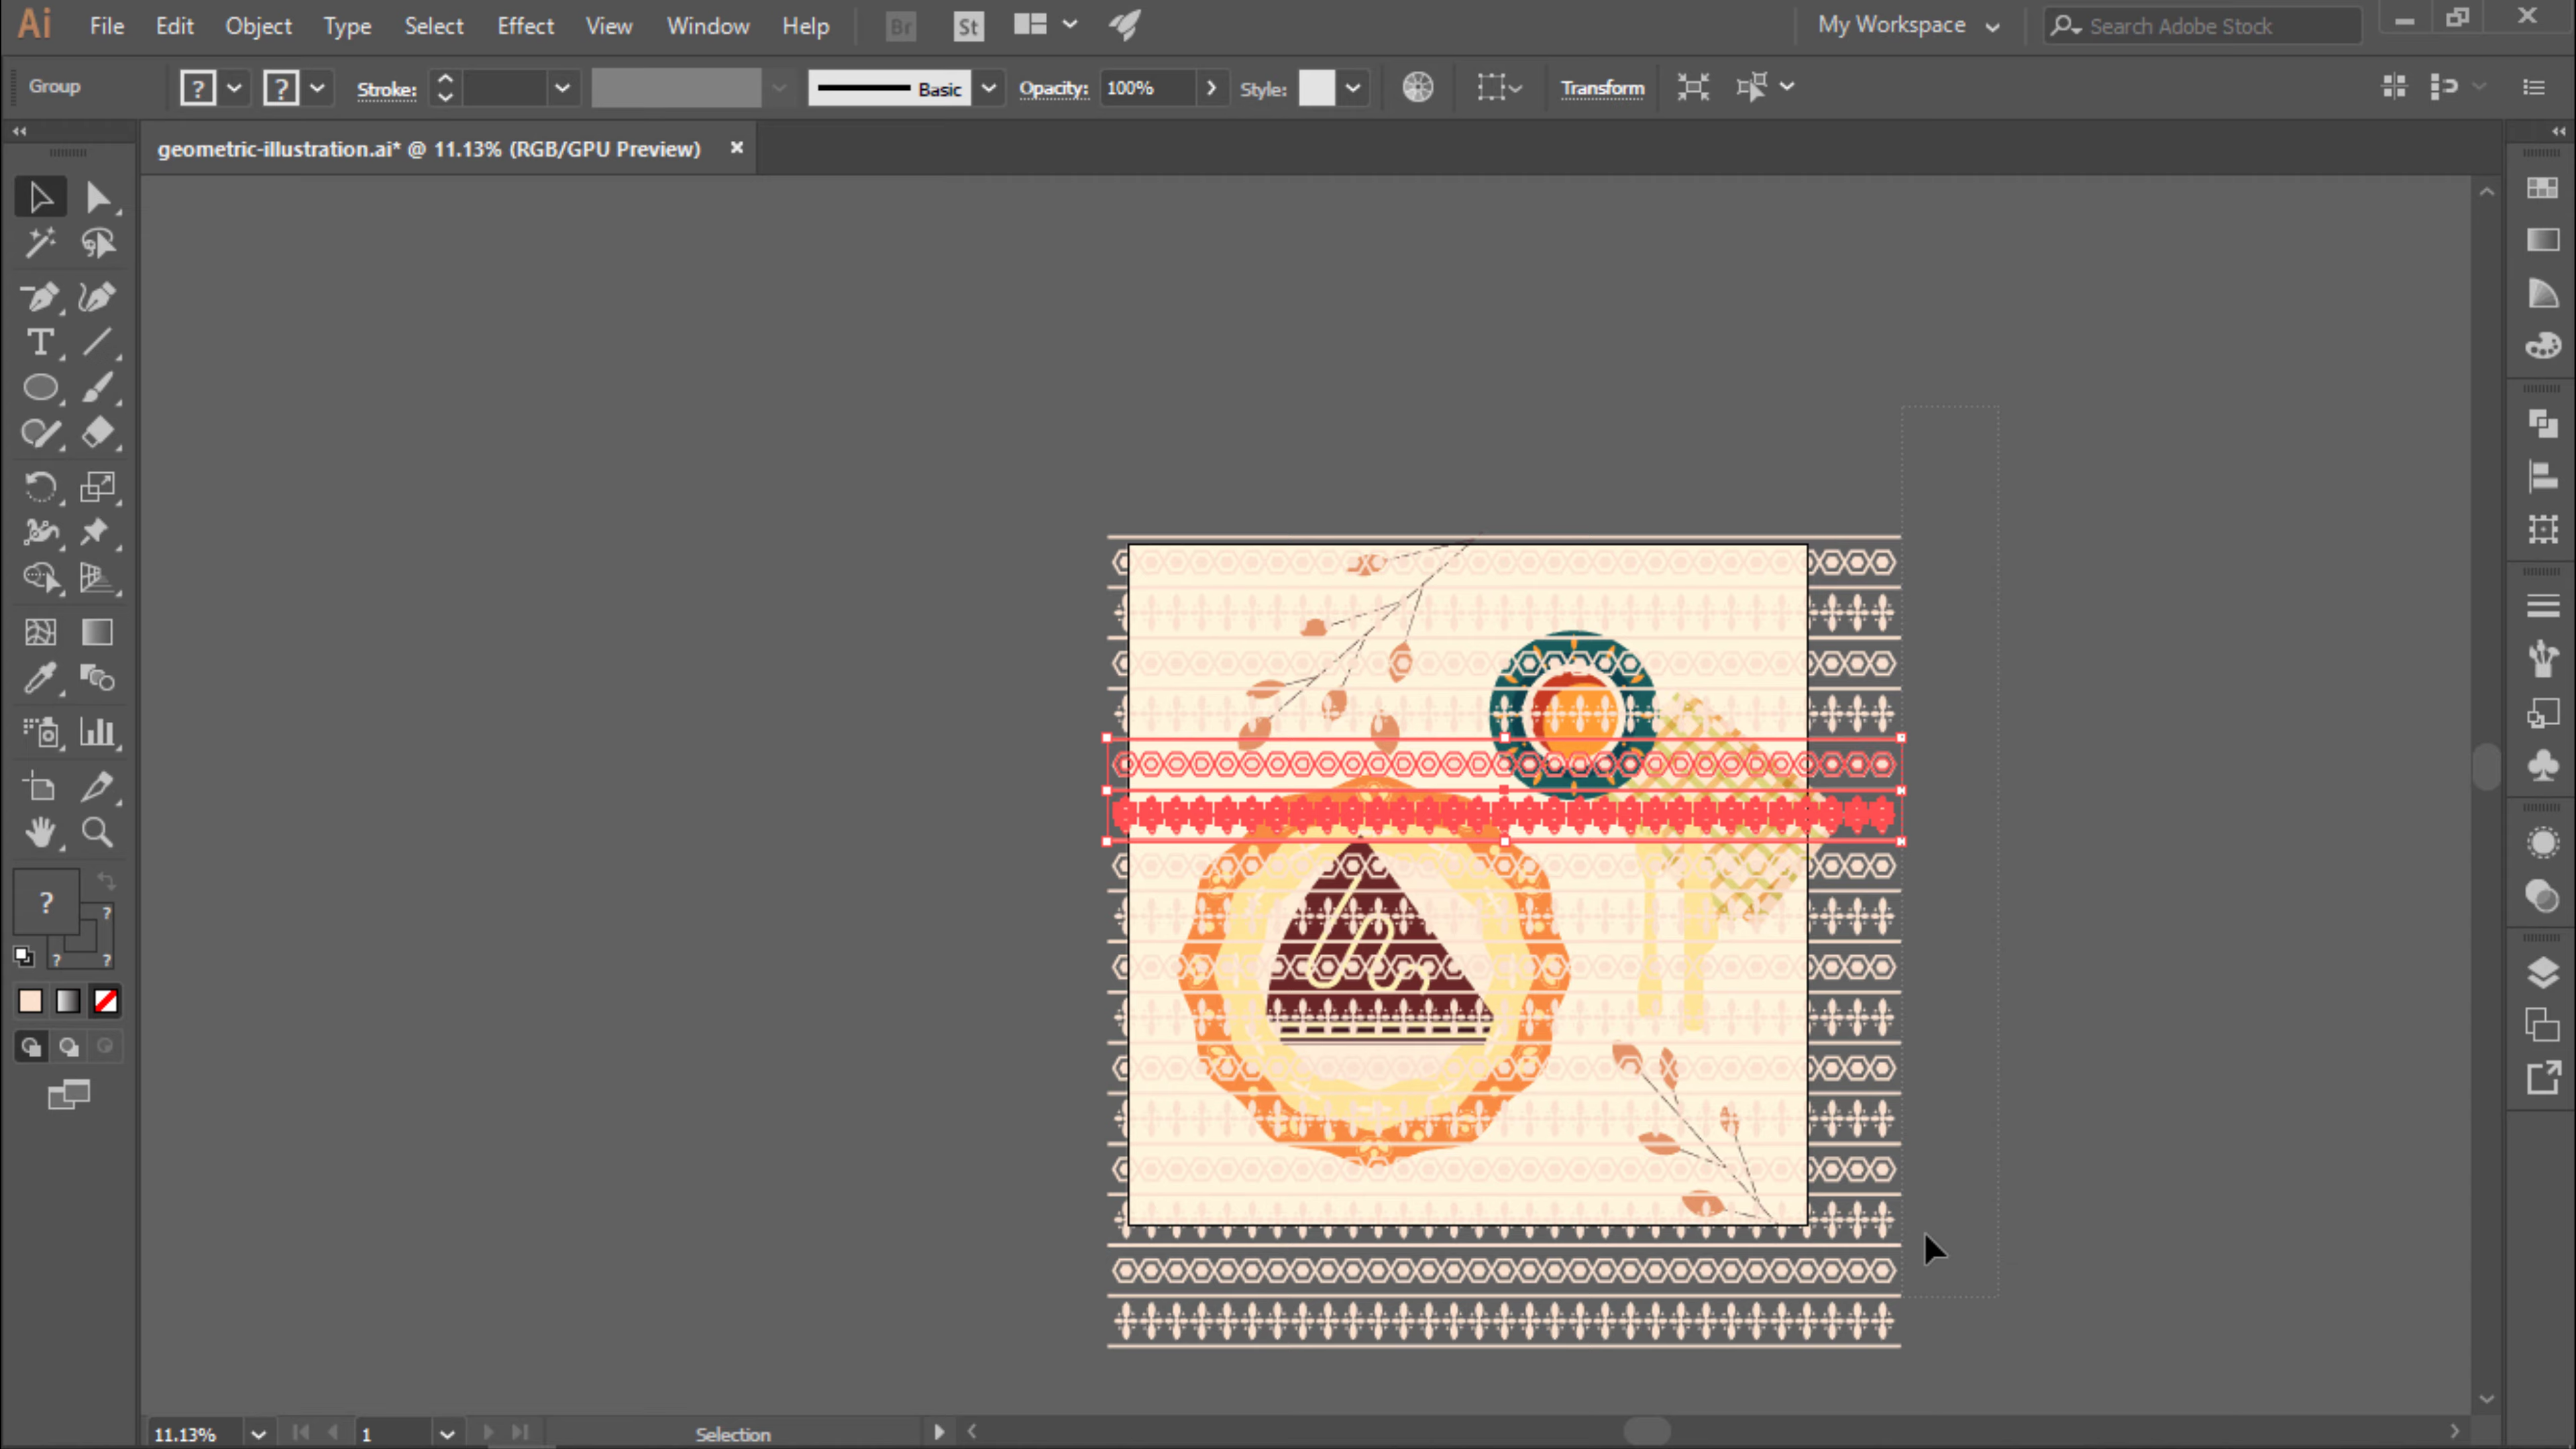 Ai File Edit Object Type Select Effect View Window Help Br St My Workspace Search Adobe Stock
Group ? ? Stroke: Basic Opacity: 100% Style: Transform
geometric-illustration.ai* @ 11.13% (RGB/GPU Preview)
T
?
?
? ?
11.13% 1 Selection